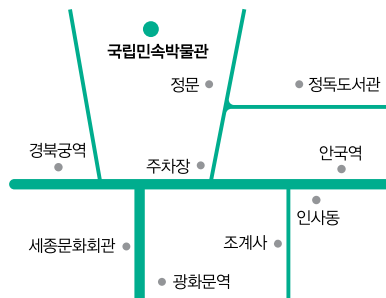 국립민속박물관
정문
정독도서관
경복궁역
주차장
안국역
인사동
세종문화회관
조계사
광화문역